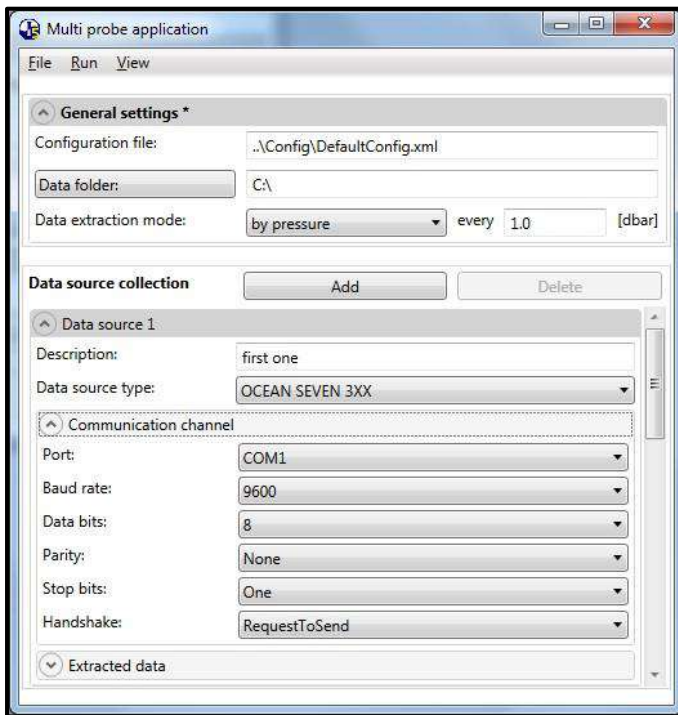 Multi probe application
File Run View
General settings *
Configuration file: ..\Config\DefaultConfig.xml
Data folder: C:\
Data extraction mode: by pressure every 1.0 [dbar]
Data source collection Add Delete
Data source 1
Description: first one
Data source type: OCEAN SEVEN 3XX
Communication channel
Port: COM1
Baud rate: 9600
Data bits: 8
Parity: None
Stop bits: One
Handshake: RequestToSend
Extracted data